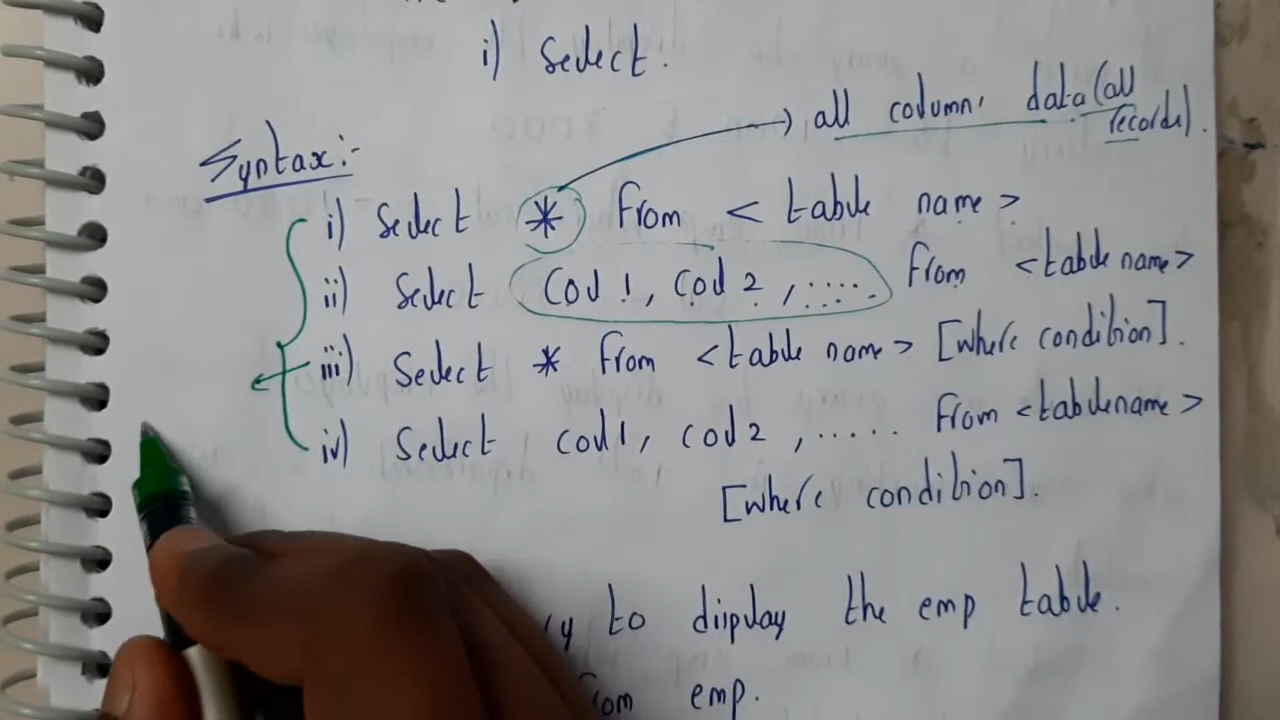 i) Select.
→ all column, data (all records).
Syntax:-
i) Select * from < table name >
ii) Select Col 1, Col 2 , ..... from <table name>
iii) Select * from <table name> [where condition].
iv) Select col 1, col 2 , ..... from <tablename>
[where condition].
to display the emp table.
from emp.